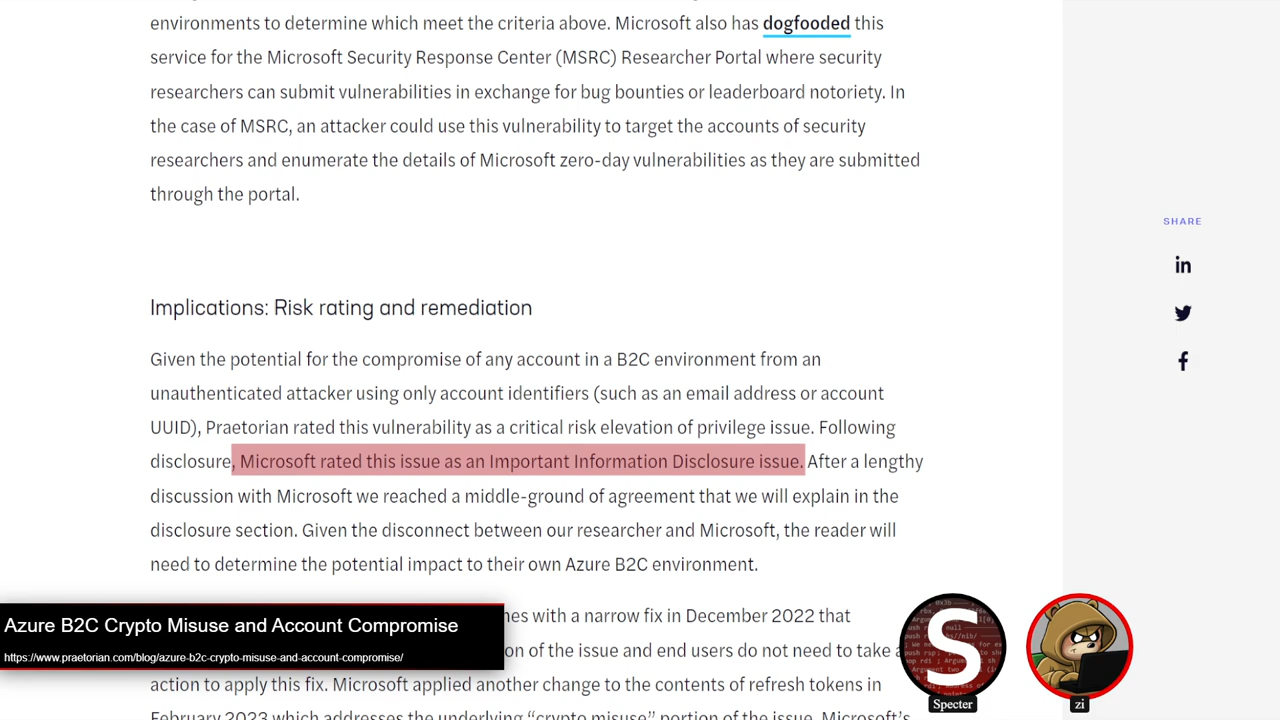 environments to determine which meet the criteria above. Microsoft also has dogfooded this
service for the Microsoft Security Response Center (MSRC) Researcher Portal where security
researchers can submit vulnerabilities in exchange for bug bounties or leaderboard notoriety. In
the case of MSRC, an attacker could use this vulnerability to target the accounts of security
researchers and enumerate the details of Microsoft zero-day vulnerabilities as they are submitted
through the portal.
SHARE
Implications: Risk rating and remediation
Given the potential for the compromise of any account in a B2C environment from an
unauthenticated attacker using only account identifiers (such as an email address or account
UUID), Praetorian rated this vulnerability as a critical risk elevation of privilege issue. Following
disclosure, Microsoft rated this issue as an Important Information Disclosure issue. After a lengthy
discussion with Microsoft we reached a middle-ground of agreement that we will explain in the
disclosure section. Given the disconnect between our researcher and Microsoft, the reader will
need to determine the potential impact to their own Azure B2C environment.
with a narrow fix in December 2022 that
of the issue and end users do not need to take
action to apply this fix. Microsoft applied another change to the contents of refresh tokens in
February 2023 which addresses the underlying “crypto misuse” portion of the issue. Microsoft's
Azure B2C Crypto Misuse and Account Compromise
https://www.praetorian.com/blog/azure-b2c-crypto-misuse-and-account-compromise/
S
Specter
zi